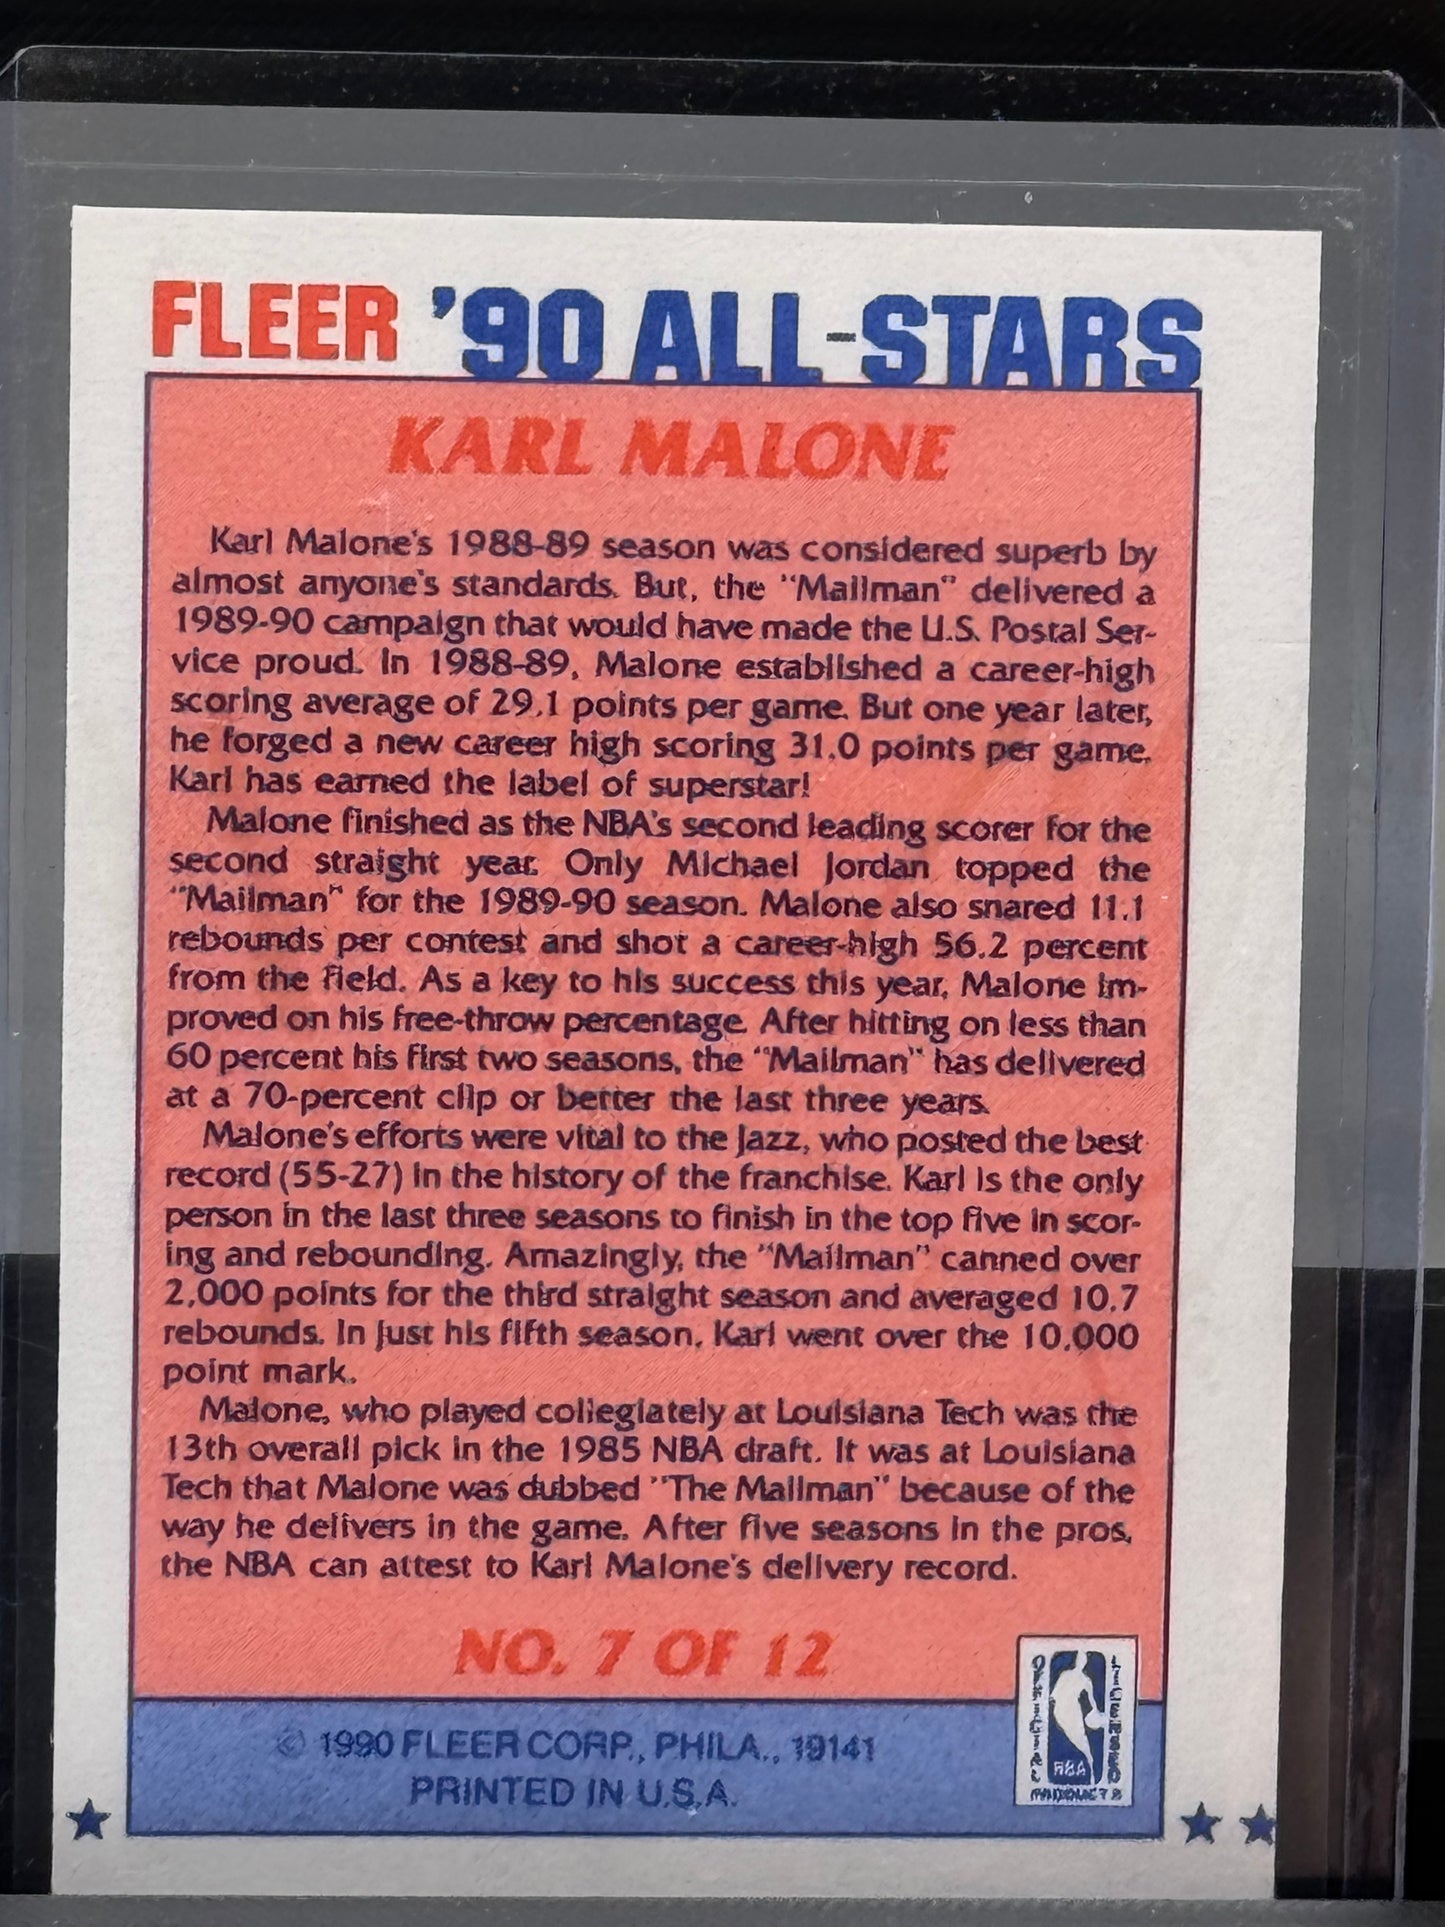 FLEER '90 ALL-STARS
KARL MALONE
Karl Malone's 1988-89 season was considered superb by
almost anyone's standards. But, the "Mailman" delivered a
1989-90 campaign that would have made the U.S. Postal Ser-
vice proud. In 1988-89, Malone established a career-high
scoring average of 29.1 points per game. But one year later,
he forged a new career high scoring 31.0 points per game.
Karl has earned the label of superstar!
Malone finished as the NBA's second leading scorer for the
second straight year. Only Michael Jordan topped the
"Mailman" for the 1989-90 season. Malone also snared 11.1
rebounds per contest and shot a career-high 56.2 percent
from the field. As a key to his success this year, Malone im-
proved on his free-throw percentage. After hitting on less than
60 percent his first two seasons, the "Mailman" has delivered
at a 70-percent clip or better the last three years.
Malone's efforts were vital to the Jazz, who posted the best
record (55-27) in the history of the franchise. Karl is the only
person in the last three seasons to finish in the top five in scor-
ing and rebounding. Amazingly, the "Mailman" canned over
2,000 points for the third straight season and averaged 10.7
rebounds. In just his fifth season, Karl went over the 10,000
point mark.
Malone, who played collegiately at Louisiana Tech was the
13th overall pick in the 1985 NBA draft. It was at Louisiana
Tech that Malone was dubbed "The Mailman" because of the
way he delivers in the game. After five seasons in the pros,
the NBA can attest to Karl Malone's delivery record.
NO. 7 OF 12
© 1990 FLEER CORP., PHILA., 19141
PRINTED IN U.S.A.
NBA